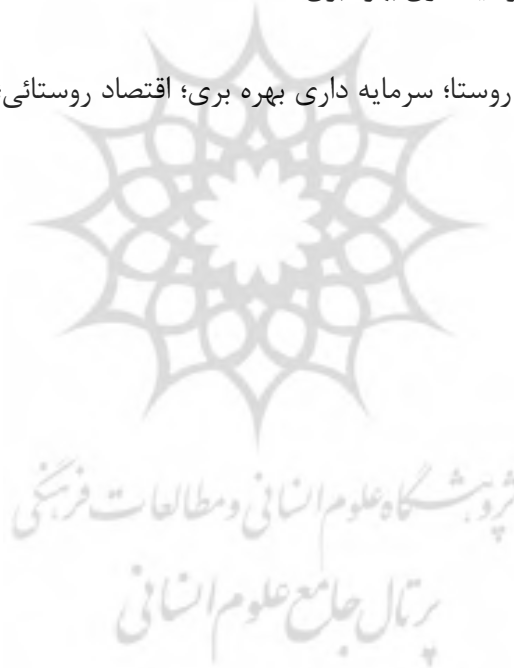 روستا؛ سرمایه داری بهره بری؛ اقتصاد روستائی؛
پژوهشگاه علوم انسانی و مطالعات فرهنگی
پرتال جامع علوم انسانی